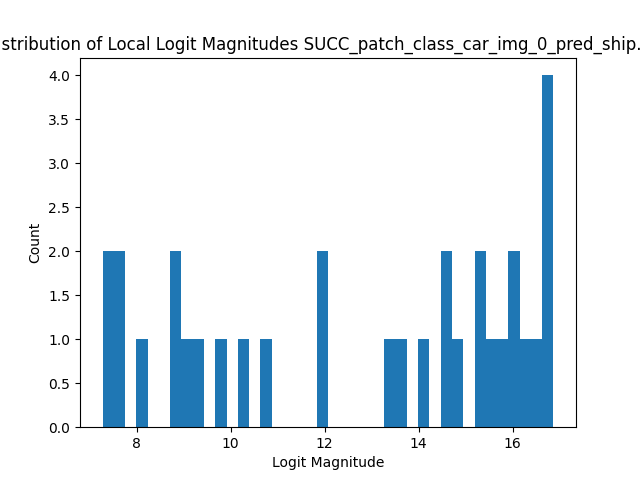 stribution of Local Logit Magnitudes SUCC_patch_class_car_img_0_pred_ship.
4.0
3.5
3.0
2.5
2.0
1.5
1.0
0.5
0.0
Count
8 10 12 14 16
Logit Magnitude